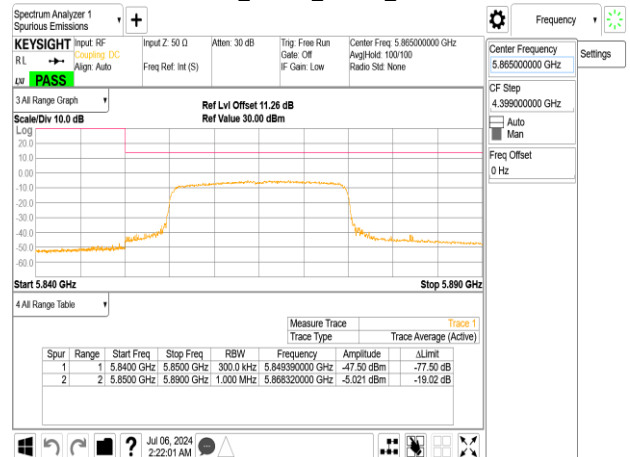 Spectrum Analyzer 1
Spurious Emissions
Frequency
KEYSIGHT Input: RF Input Z: 50 Ω Atten: 30 dB Trig: Free Run Center Freq: 5.865000000 GHz
Coupling: DC Gate: Off Avg|Hold: 100/100
RL Align: Auto Freq Ref: Int (S) IF Gain: Low Radio Std: None
LXI PASS
Center Frequency
5.865000000 GHz
Settings
CF Step
4.399000000 GHz
Auto
Man
Freq Offset
0 Hz
3 All Range Graph
Ref Lvl Offset 11.26 dB
Scale/Div 10.0 dB Ref Value 30.00 dBm
Log
20.0
10.0
0.00
-10.0
-20.0
-30.0
-40.0
-50.0
-60.0
Start 5.840 GHz Stop 5.890 GHz
4 All Range Table
Measure Trace Trace 1
Trace Type Trace Average (Active)
Spur Range Start Freq Stop Freq RBW Frequency Amplitude ΔLimit
1 1 5.8400 GHz 5.8500 GHz 300.0 kHz 5.849390000 GHz -47.50 dBm -77.50 dB
2 2 5.8500 GHz 5.8900 GHz 1.000 MHz 5.868320000 GHz -5.021 dBm -19.02 dB
? Jul 06, 2024
2:22:01 AM